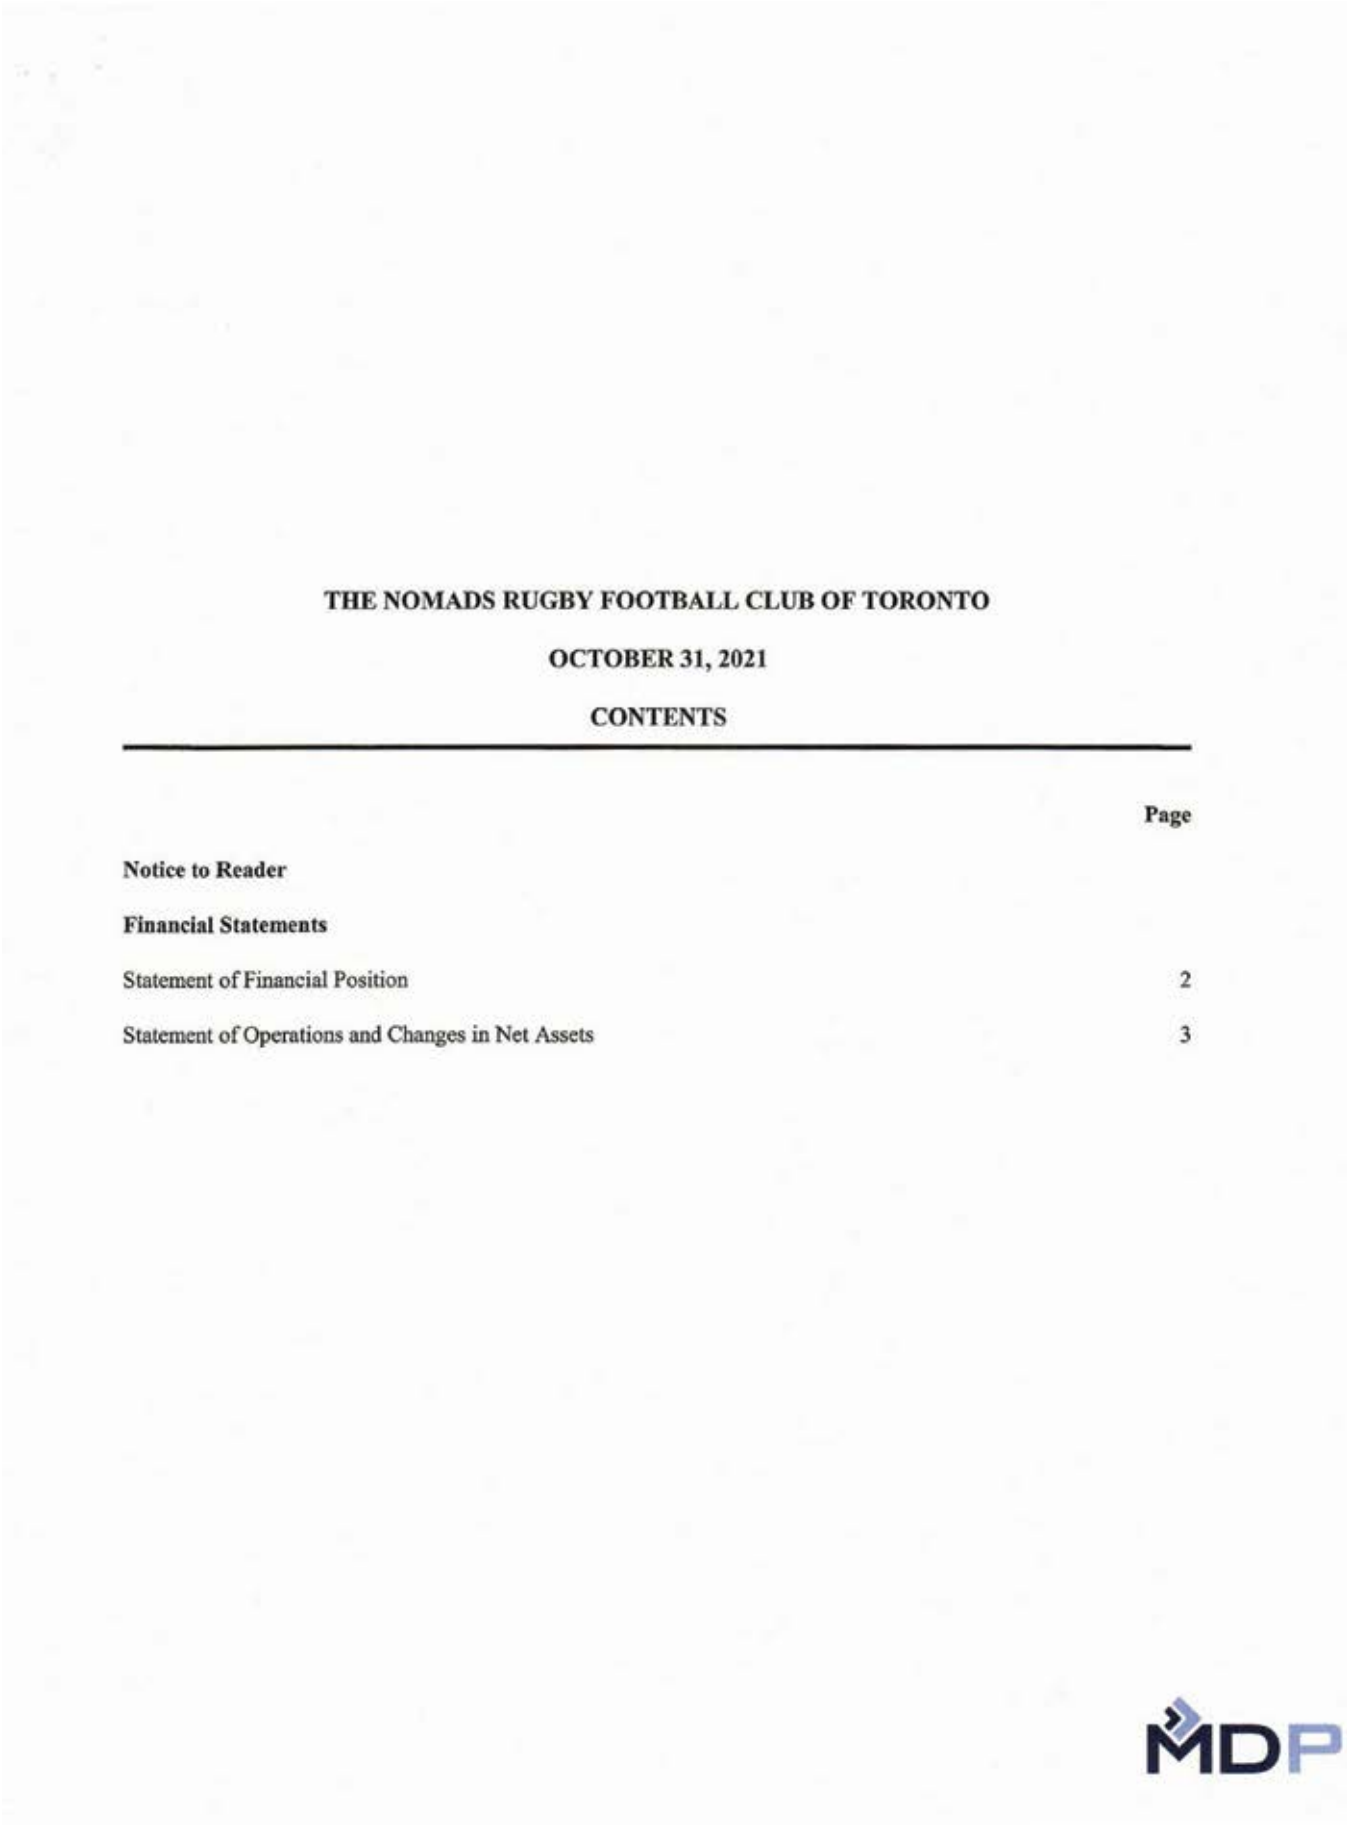 THE NOMADS RUGBY FOOTBALL CLUB OF TORONTO
OCTOBER 31, 2021
CONTENTS
Page
Notice to Reader
Financial Statements
Statement of Financial Position 2
Statement of Operations and Changes in Net Assets 3
MDP